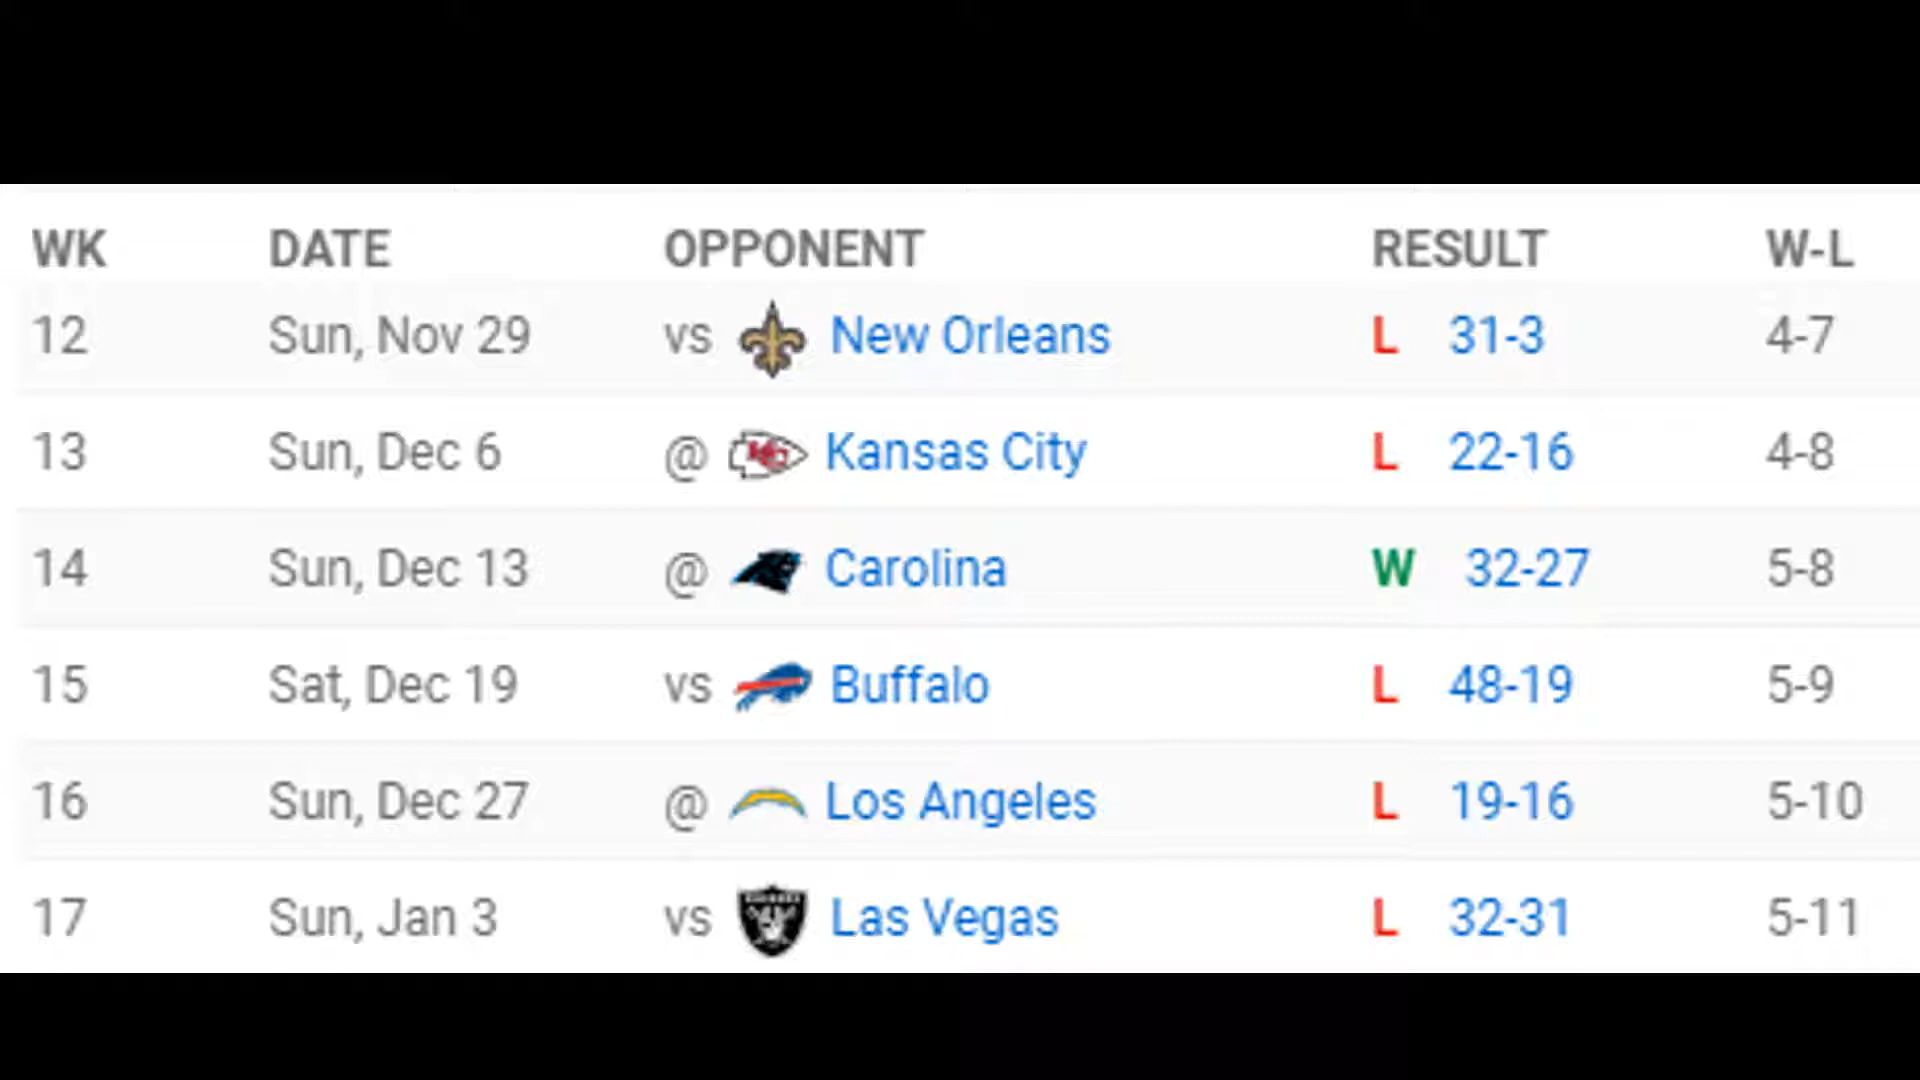 WK DATE OPPONENT RESULT W-L
12 Sun, Nov 29 vs New Orleans L 31-3 4-7
13 Sun, Dec 6 @ Kansas City L 22-16 4-8
14 Sun, Dec 13 @ Carolina W 32-27 5-8
15 Sat, Dec 19 vs Buffalo L 48-19 5-9
16 Sun, Dec 27 @ Los Angeles L 19-16 5-10
17 Sun, Jan 3 vs Las Vegas L 32-31 5-11